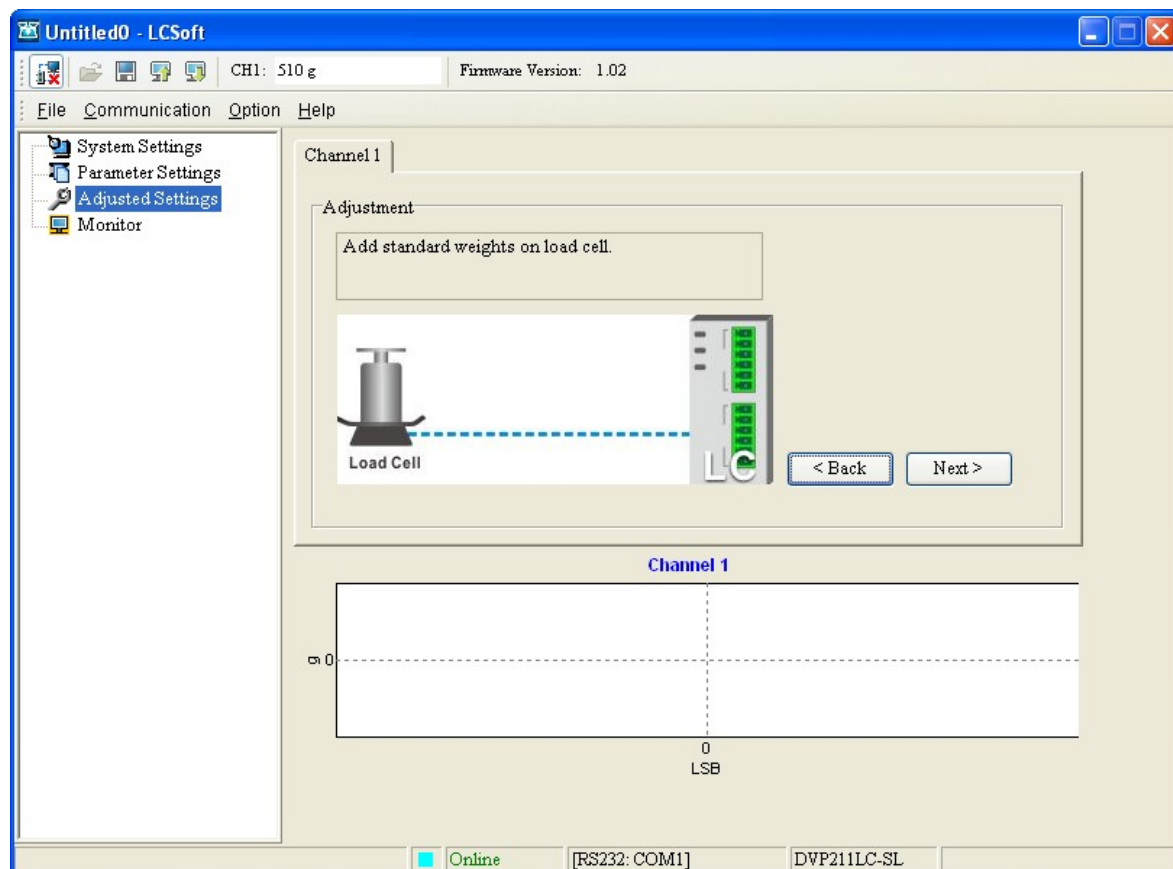 Untitled0 - LCSoft
CH1: 510 g Firmware Version: 1.02
File Communication Option Help
System Settings
Parameter Settings
Adjusted Settings
Monitor
Channel 1
Adjustment
Add standard weights on load cell.
Load Cell
LC
< Back Next >
Channel 1
g 0
0
LSB
Online [RS232: COM1] DVP211LC-SL